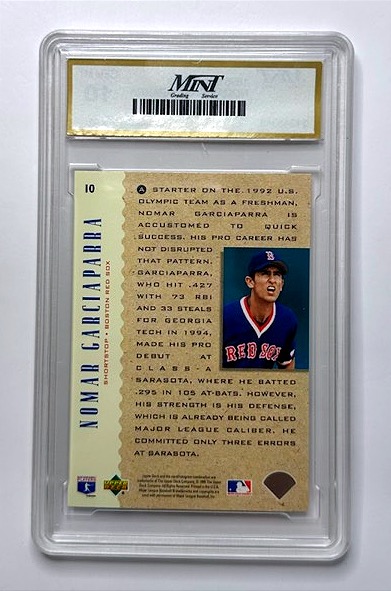 MINT
Grading Service
10
NOMAR GARCIAPARRA
SHORTSTOP • BOSTON RED SOX
A STARTER ON THE 1992 U.S.
OLYMPIC TEAM AS A FRESHMAN,
NOMAR GARCIAPARRA IS
ACCUSTOMED TO QUICK
SUCCESS. HIS PRO CAREER HAS
NOT DISRUPTED
THAT PATTERN.
GARCIAPARRA,
WHO HIT .427
WITH 73 RBI
AND 33 STEALS
FOR GEORGIA
TECH IN 1994,
MADE HIS PRO
DEBUT AT
CLASS-A
SARASOTA, WHERE HE BATTED
.295 IN 105 AT-BATS. HOWEVER,
HIS STRENGTH IS HIS DEFENSE,
WHICH IS ALREADY BEING CALLED
MAJOR LEAGUE CALIBER. HE
COMMITTED ONLY THREE ERRORS
AT SARASOTA.
B
RED SOX
UPPER DECK